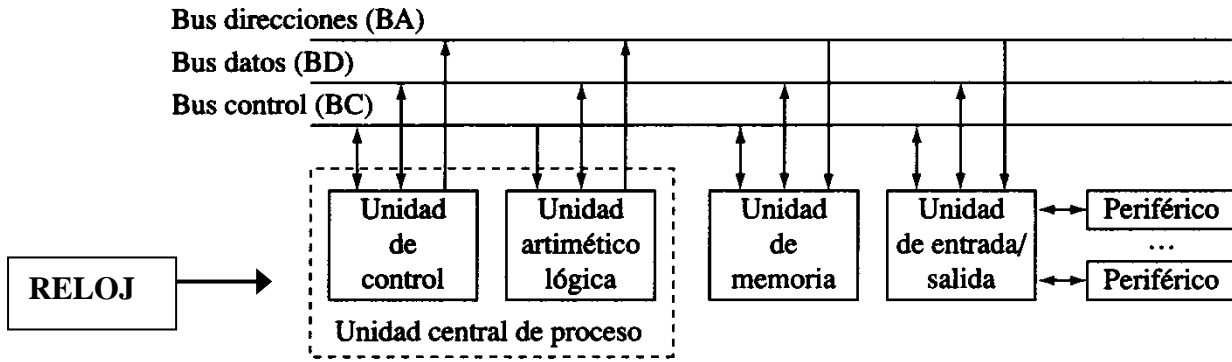 Bus direcciones (BA)
Bus datos (BD)
Bus control (BC)
Unidad
de
control
Unidad
artimético
lógica
Unidad
de
memoria
Unidad
de entrada/
salida
Periférico
...
Periférico
RELOJ
Unidad central de proceso